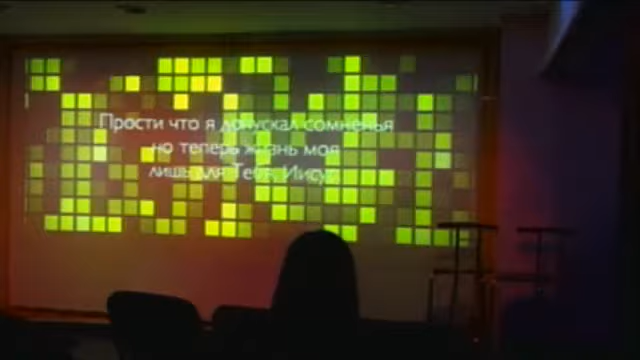 Прости что я допускал сомненья
но теперь жизнь моя
лишь для Тебя, Иисус